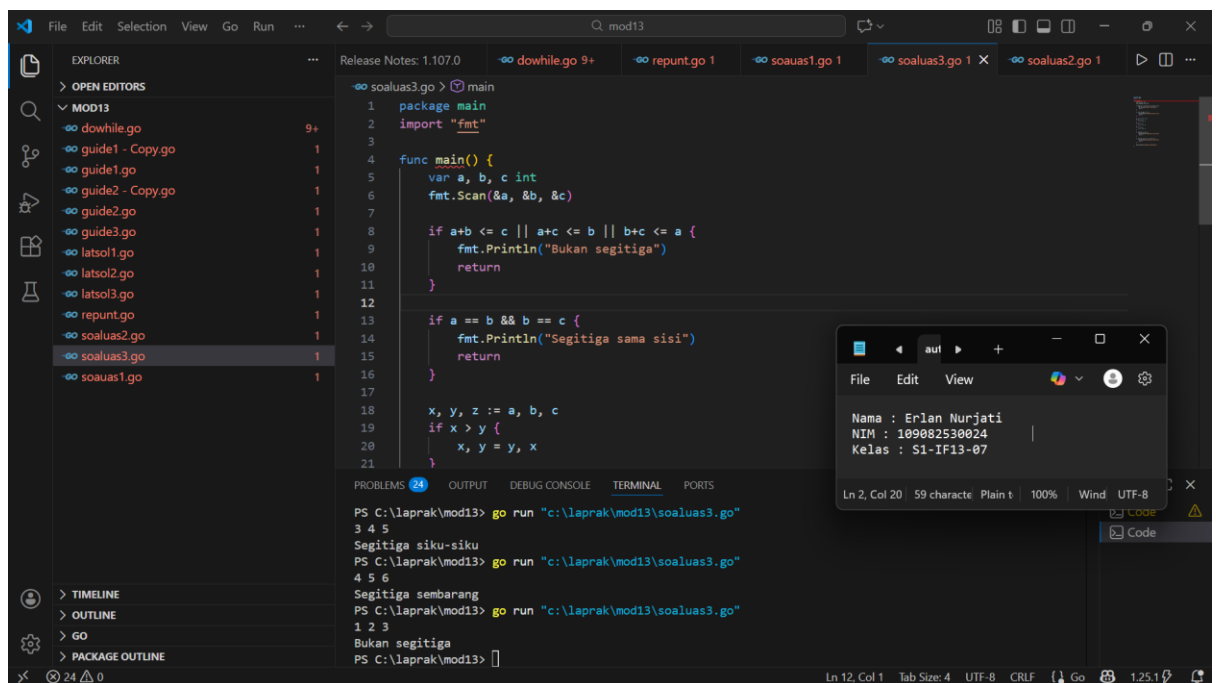 File Edit Selection View Go Run ···
mod13
EXPLORER
OPEN EDITORS
MOD13
dowhile.go 9+
guide1 - Copy.go 1
guide1.go 1
guide2 - Copy.go 1
guide2.go 1
guide3.go 1
latsol1.go 1
latsol2.go 1
latsol3.go 1
repunt.go 1
soaluas2.go 1
soaluas3.go 1
soauas1.go 1
TIMELINE
OUTLINE
GO
PACKAGE OUTLINE
Release Notes: 1.107.0 dowhile.go 9+ repunt.go 1 soauas1.go 1 soaluas3.go 1 soaluas2.go 1
soaluas3.go > main
1 package main
2 import "fmt"
3
4 func main() {
5 var a, b, c int
6 fmt.Scan(&a, &b, &c)
7
8 if a+b <= c || a+c <= b || b+c <= a {
9 fmt.Println("Bukan segitiga")
10 return
11 }
12
13 if a == b && b == c {
14 fmt.Println("Segitiga sama sisi")
15 return
16 }
17
18 x, y, z := a, b, c
19 if x > y {
20 x, y = y, x
21 }
File Edit View
Nama : Erlan Nurjati
NIM : 109082530024
Kelas : S1-IF13-07
Ln 2, Col 20 59 characte Plain t 100% Wind UTF-8
PROBLEMS 24 OUTPUT DEBUG CONSOLE TERMINAL PORTS
PS C:\laprak\mod13> go run "c:\laprak\mod13\soaluas3.go"
3 4 5
Segitiga siku-siku
PS C:\laprak\mod13> go run "c:\laprak\mod13\soaluas3.go"
4 5 6
Segitiga sembarang
PS C:\laprak\mod13> go run "c:\laprak\mod13\soaluas3.go"
1 2 3
Bukan segitiga
PS C:\laprak\mod13>
Code
Code
24 0 Ln 12, Col 1 Tab Size: 4 UTF-8 CRLF Go 1.25.1